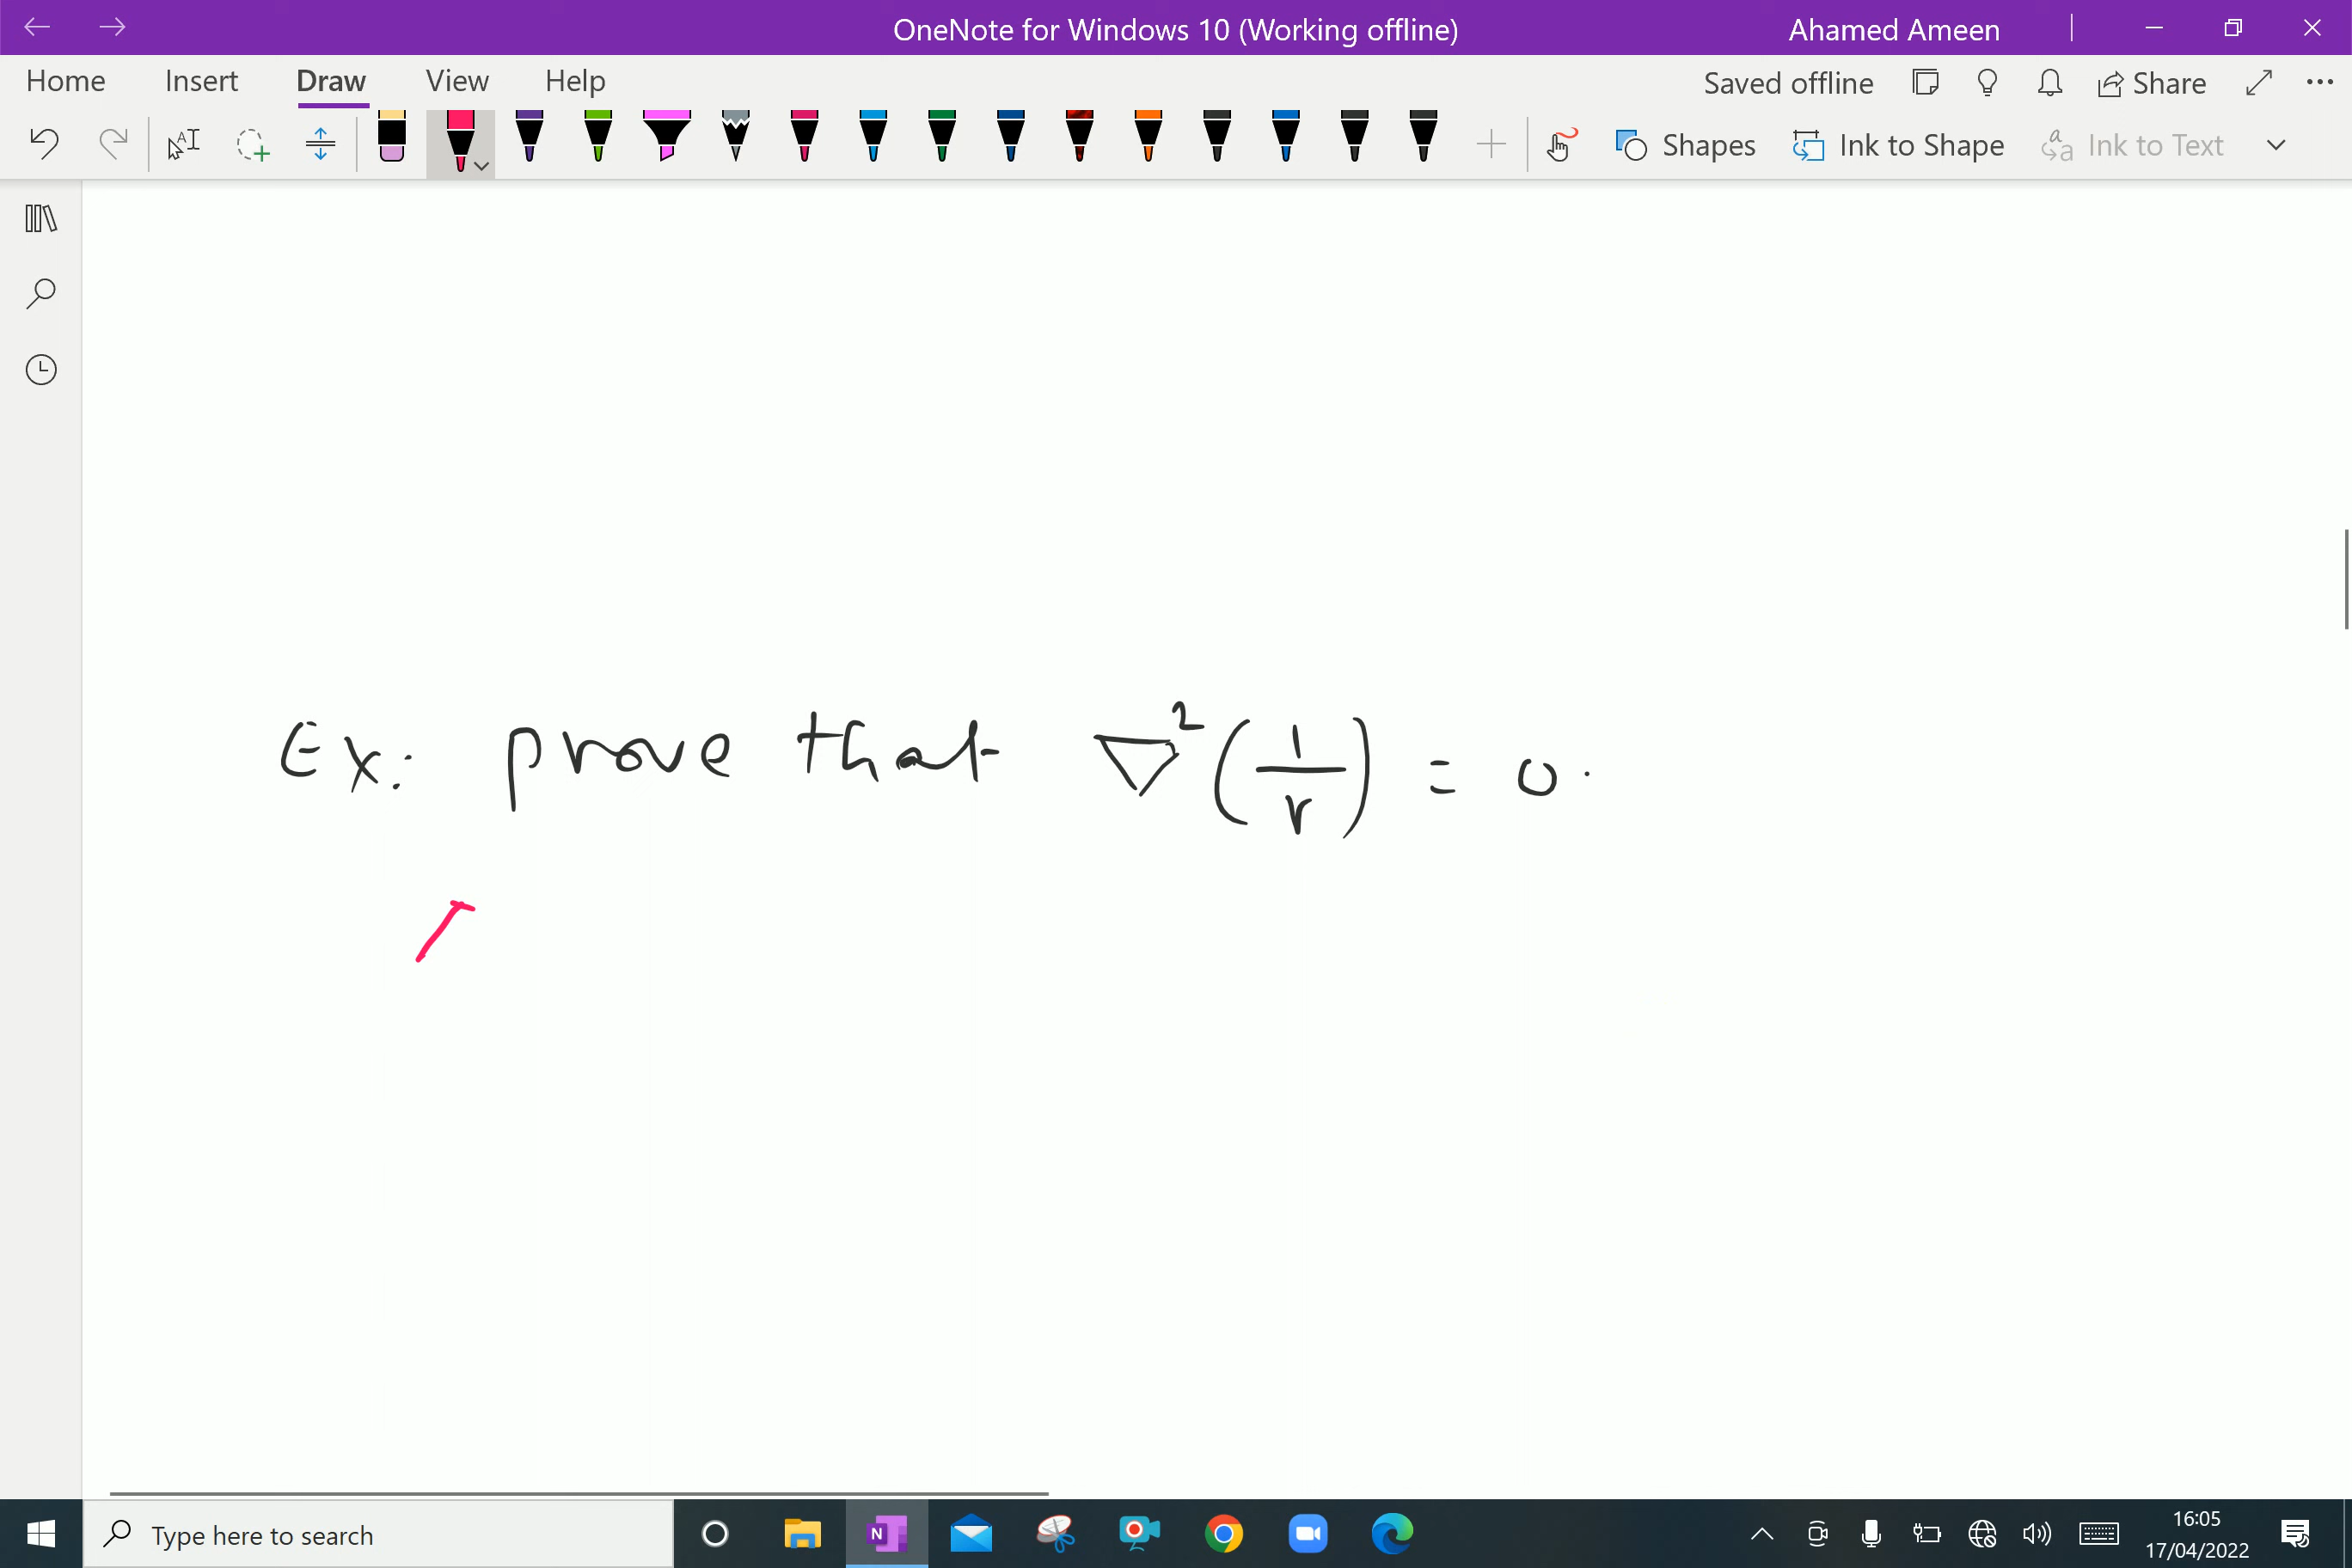 OneNote for Windows 10 (Working offline) Ahamed Ameen
Home Insert Draw View Help Saved offline Share
Shapes Ink to Shape Ink to Text
Ex: prove that ∇²(1/r) = 0.
Type here to search
16:05
17/04/2022